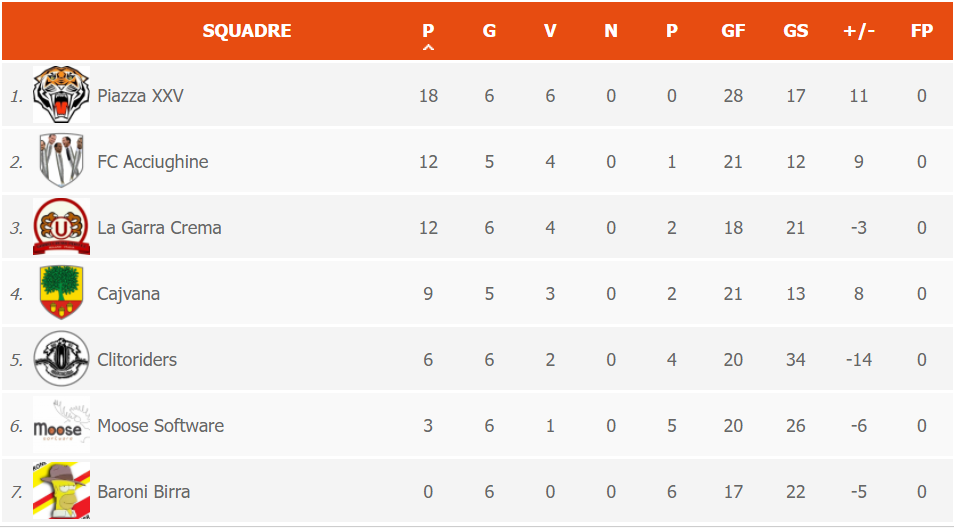 SQUADRE P G V N P GF GS +/- FP
1. Piazza XXV 18 6 6 0 0 28 17 11 0
2. FC Acciughine 12 5 4 0 1 21 12 9 0
3. U La Garra Crema 12 6 4 0 2 18 21 -3 0
4. Cajvana 9 5 3 0 2 21 13 8 0
5. Clitoriders 6 6 2 0 4 20 34 -14 0
6. Moose Moose Software 3 6 1 0 5 20 26 -6 0
software
7. Baroni Birra 0 6 0 0 6 17 22 -5 0